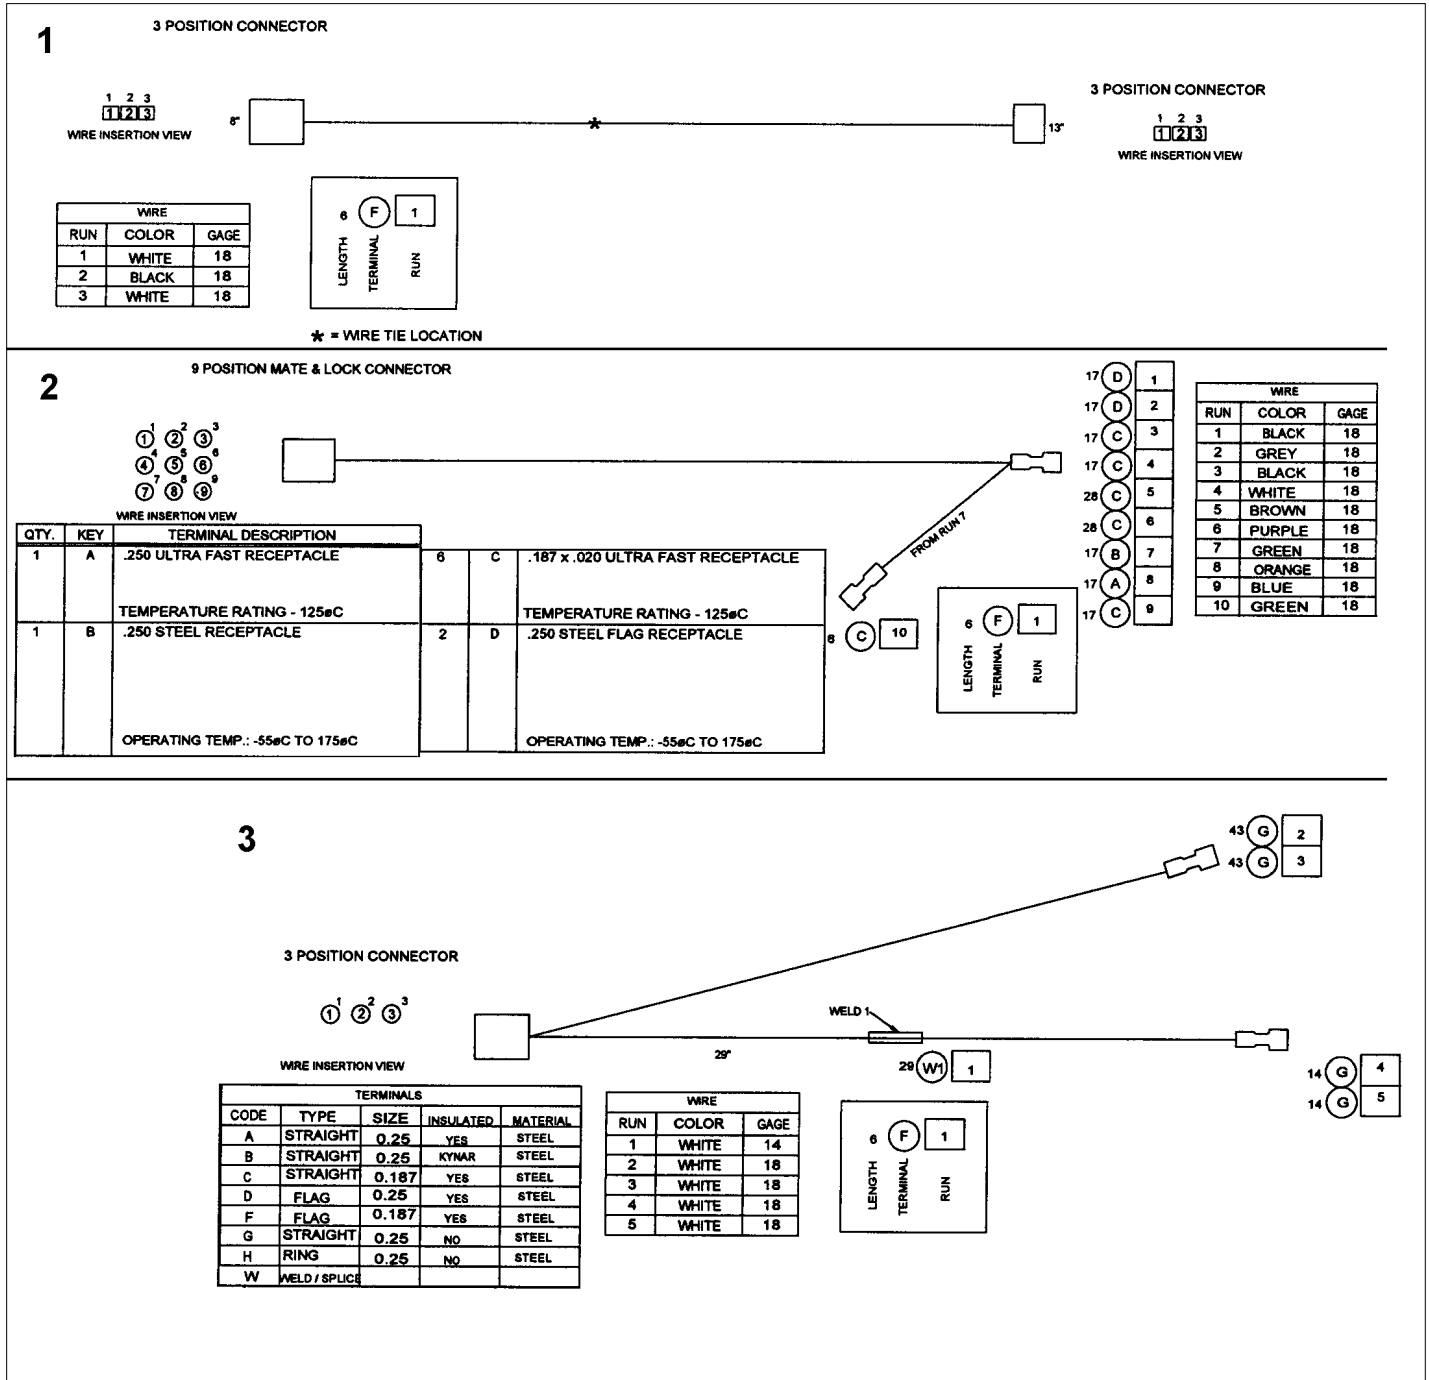 1
3 POSITION CONNECTOR
3 POSITION CONNECTOR
1 2 3
1 2 3
WIRE INSERTION VIEW
8"
*
13"
1 2 3
1 2 3
WIRE INSERTION VIEW
WIRE
RUN COLOR GAGE
1 WHITE 18
2 BLACK 18
3 WHITE 18
6 F 1
LENGTH
TERMINAL
RUN
* = WIRE TIE LOCATION
2
9 POSITION MATE & LOCK CONNECTOR
1 2 3
1 2 3
4 5 6
4 5 6
7 8 9
7 8 9
WIRE INSERTION VIEW
FROM RUN 7
17 D 1
17 D 2
17 C 3
17 C 4
28 C 5
28 C 6
17 B 7
17 A 8
17 C 9
6 C 10
WIRE
RUN COLOR GAGE
1 BLACK 18
2 GREY 18
3 BLACK 18
4 WHITE 18
5 BROWN 18
6 PURPLE 18
7 GREEN 18
8 ORANGE 18
9 BLUE 18
10 GREEN 18
QTY. KEY TERMINAL DESCRIPTION
1 A .250 ULTRA FAST RECEPTACLE
TEMPERATURE RATING - 125øC
1 B .250 STEEL RECEPTACLE
OPERATING TEMP.: -55øC TO 175øC
6 C .187 x .020 ULTRA FAST RECEPTACLE
TEMPERATURE RATING - 125øC
2 D .250 STEEL FLAG RECEPTACLE
OPERATING TEMP.: -55øC TO 175øC
6 F 1
LENGTH
TERMINAL
RUN
3
43 G 2
43 G 3
3 POSITION CONNECTOR
1 2 3
1 2 3
WIRE INSERTION VIEW
WELD 1
29"
29 W1 1
14 G 4
14 G 5
TERMINALS
CODE TYPE SIZE INSULATED MATERIAL
A STRAIGHT 0.25 YES STEEL
B STRAIGHT 0.25 KYNAR STEEL
C STRAIGHT 0.187 YES STEEL
D FLAG 0.25 YES STEEL
F FLAG 0.187 YES STEEL
G STRAIGHT 0.25 NO STEEL
H RING 0.25 NO STEEL
W WELD / SPLICE
WIRE
RUN COLOR GAGE
1 WHITE 14
2 WHITE 18
3 WHITE 18
4 WHITE 18
5 WHITE 18
6 F 1
LENGTH
TERMINAL
RUN